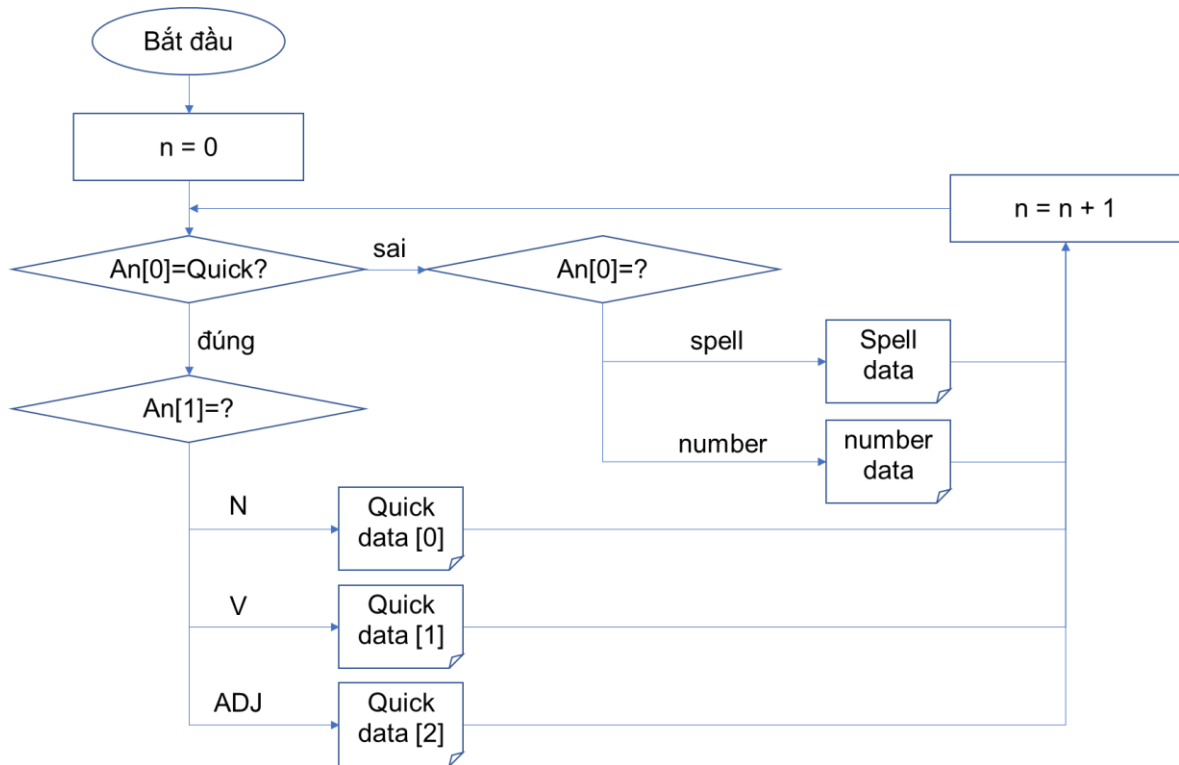 Bắt đầu
n = 0
n = n + 1
An[0]=Quick?
sai
An[0]=?
đúng
spell
Spell
data
An[1]=?
number
number
data
N
Quick
data [0]
V
Quick
data [1]
ADJ
Quick
data [2]